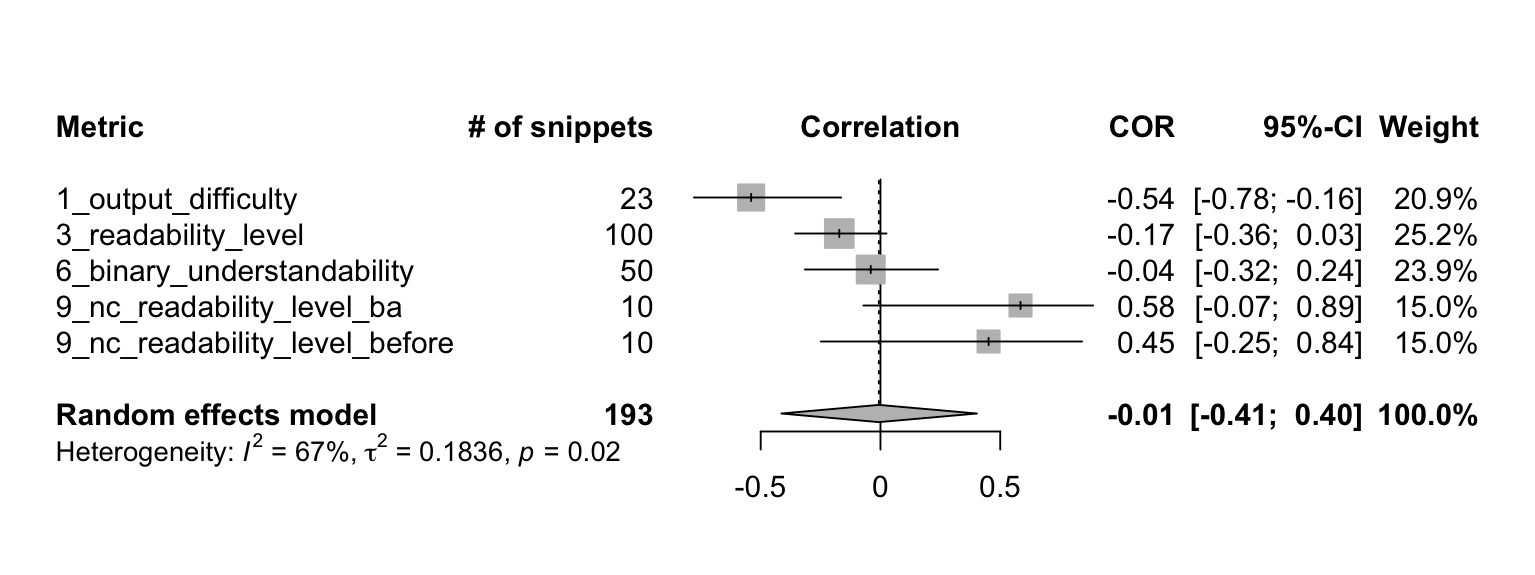 Metric # of snippets Correlation COR 95%-CI Weight
1_output_difficulty 23 -0.54 [-0.78; -0.16] 20.9%
3_readability_level 100 -0.17 [-0.36; 0.03] 25.2%
6_binary_understandability 50 -0.04 [-0.32; 0.24] 23.9%
9_nc_readability_level_ba 10 0.58 [-0.07; 0.89] 15.0%
9_nc_readability_level_before 10 0.45 [-0.25; 0.84] 15.0%
Random effects model 193 -0.01 [-0.41; 0.40] 100.0%
Heterogeneity: I² = 67%, τ² = 0.1836, p = 0.02
-0.5 0 0.5